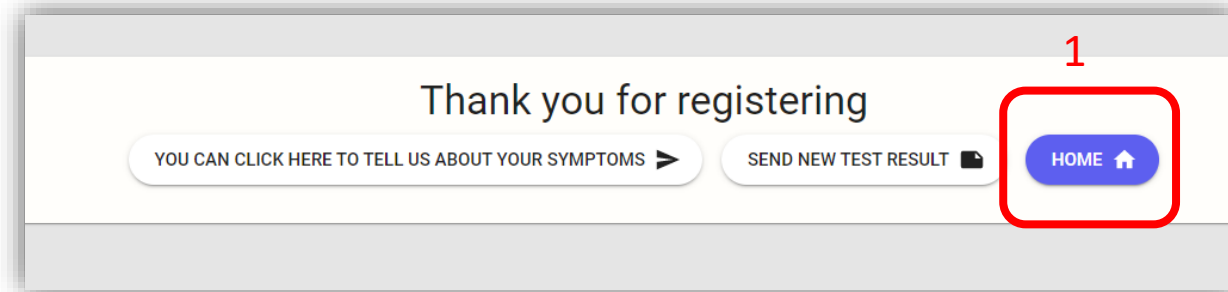 1
Thank you for registering
YOU CAN CLICK HERE TO TELL US ABOUT YOUR SYMPTOMS SEND NEW TEST RESULT HOME